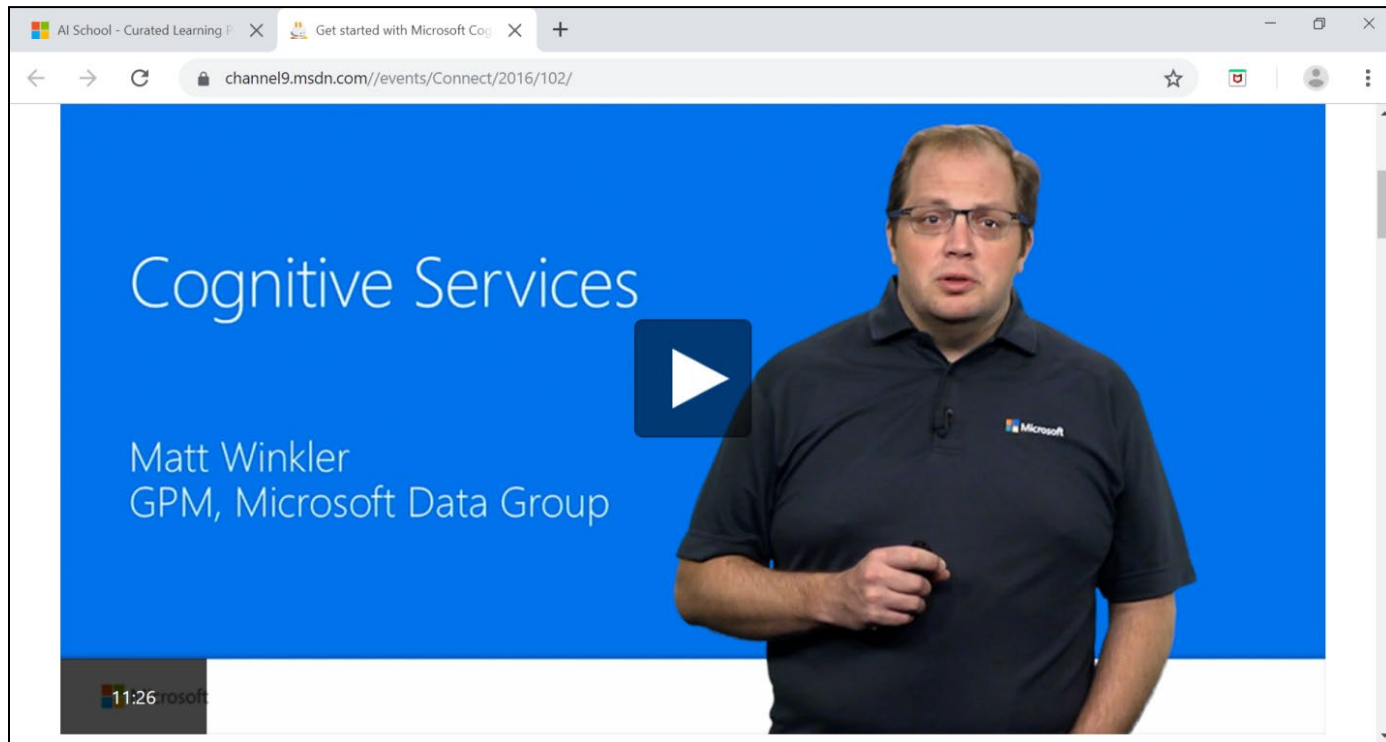 AI School - Curated Learning P
Get started with Microsoft Cog
channel9.msdn.com//events/Connect/2016/102/
Cognitive Services
Microsoft
Matt Winkler
GPM, Microsoft Data Group
11:26 rosoft